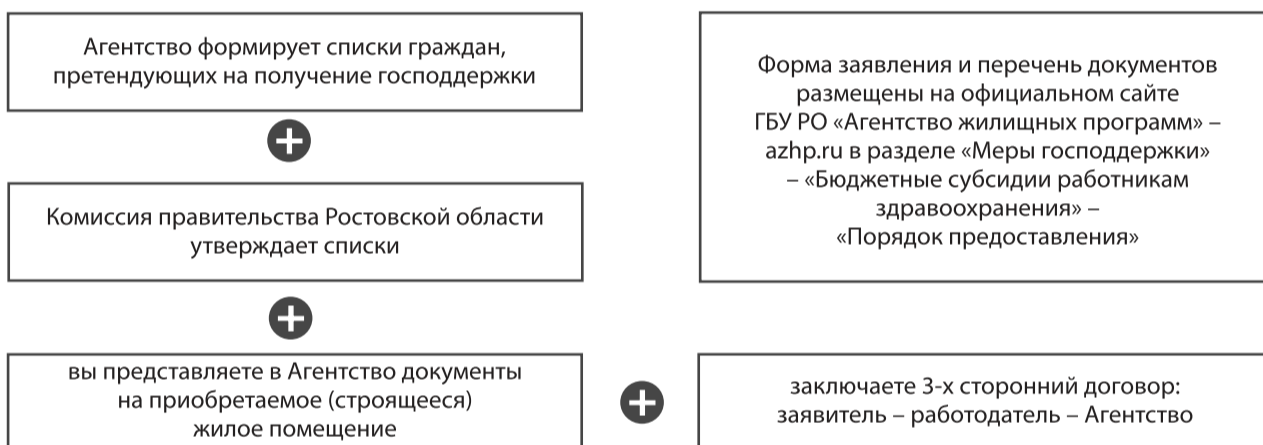 Агентство формирует списки граждан,
претендующих на получение господдержки
Комиссия правительства Ростовской области
утверждает списки
вы представляете в Агентство документы
на приобретаемое (строящееся)
жилое помещение
заключаете 3-х сторонний договор:
заявитель – работодатель – Агентство
Форма заявления и перечень документов
размещены на официальном сайте
ГБУ РО «Агентство жилищных программ» –
azhp.ru в разделе «Меры господдержки»
– «Бюджетные субсидии работникам
здравоохранения» –
«Порядок предоставления»